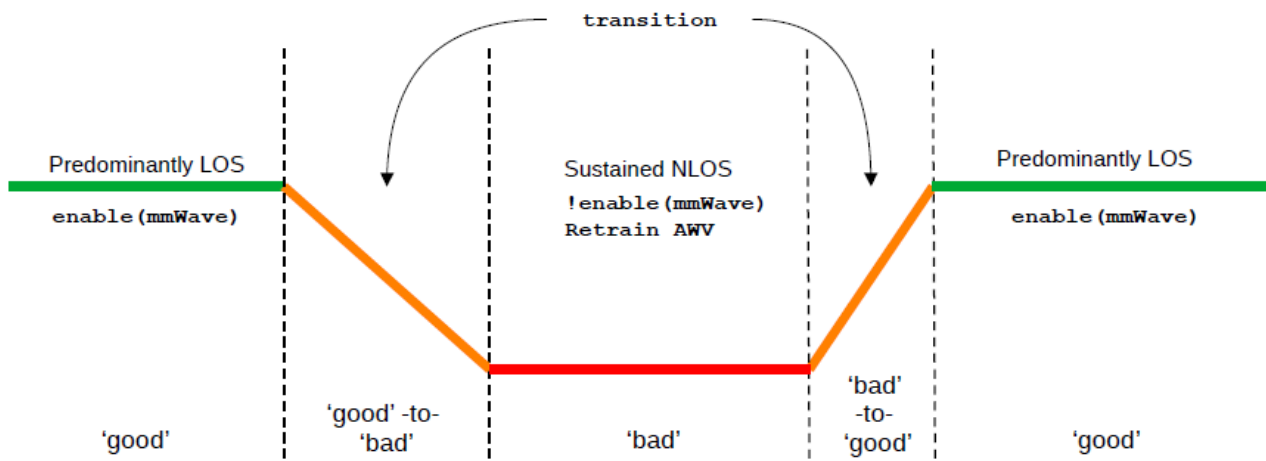 transition
Predominantly LOS
enable(mmWave)
Sustained NLOS
!enable(mmWave)
Retrain AWV
Predominantly LOS
enable(mmWave)
‘good’
‘good’ -to-
‘bad’
‘bad’
‘bad’
-to-
‘good’
‘good’